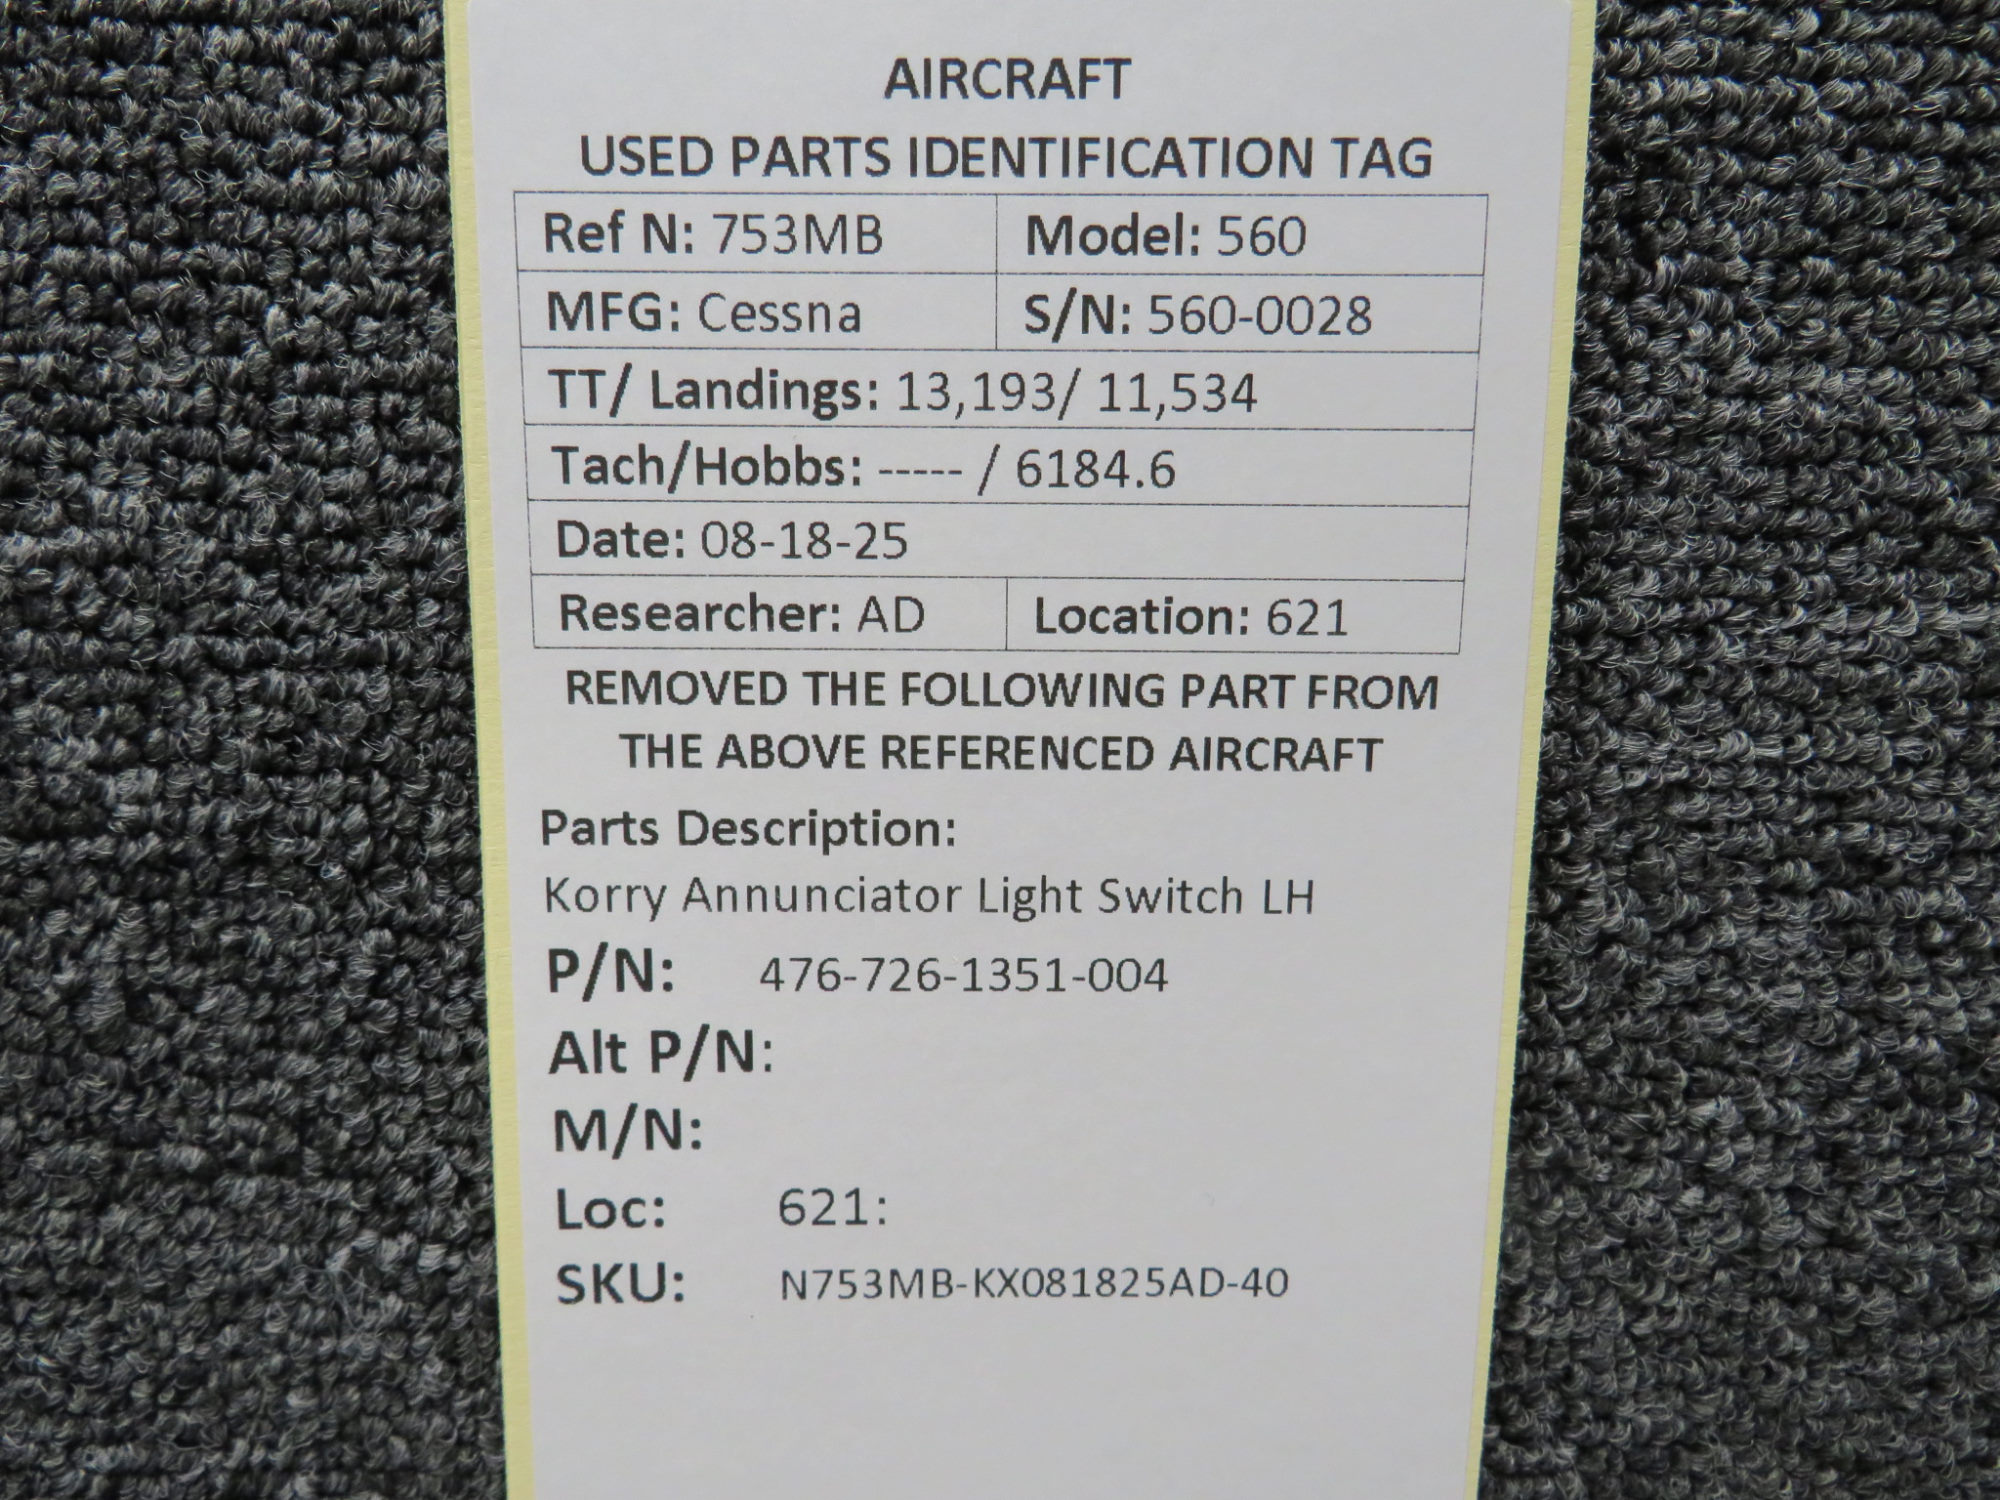 AIRCRAFT
USED PARTS IDENTIFICATION TAG
Ref N: 753MB Model: 560
MFG: Cessna S/N: 560-0028
TT/ Landings: 13,193/ 11,534
Tach/Hobbs: ----- / 6184.6
Date: 08-18-25
Researcher: AD Location: 621
REMOVED THE FOLLOWING PART FROM
THE ABOVE REFERENCED AIRCRAFT
Parts Description:
Korry Annunciator Light Switch LH
P/N: 476-726-1351-004
Alt P/N:
M/N:
Loc: 621:
SKU: N753MB-KX081825AD-40